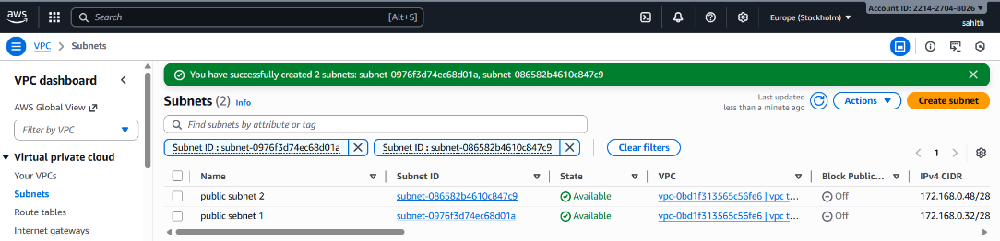 aws Search [Alt+S] Europe (Stockholm) Account ID: 2214-2704-8026
sahith
VPC Subnets
You have successfully created 2 subnets: subnet-0976f3d74ec68d01a, subnet-086582b4610c847c9
VPC dashboard
AWS Global View
Filter by VPC
Virtual private cloud
Your VPCs
Subnets
Route tables
Internet gateways
Subnets (2) Info
Last updated
less than a minute ago
Actions
Create subnet
Find subnets by attribute or tag
Subnet ID : subnet-0976f3d74ec68d01a Subnet ID : subnet-086582b4610c847c9 Clear filters
1
Name Subnet ID State VPC Block Public... IPv4 CIDR
public subnet 2 subnet-086582b4610c847c9 Available vpc-0bd1f313565c56fe6 | vpc t... Off 172.168.0.48/28
public sebnet 1 subnet-0976f3d74ec68d01a Available vpc-0bd1f313565c56fe6 | vpc t... Off 172.168.0.32/28